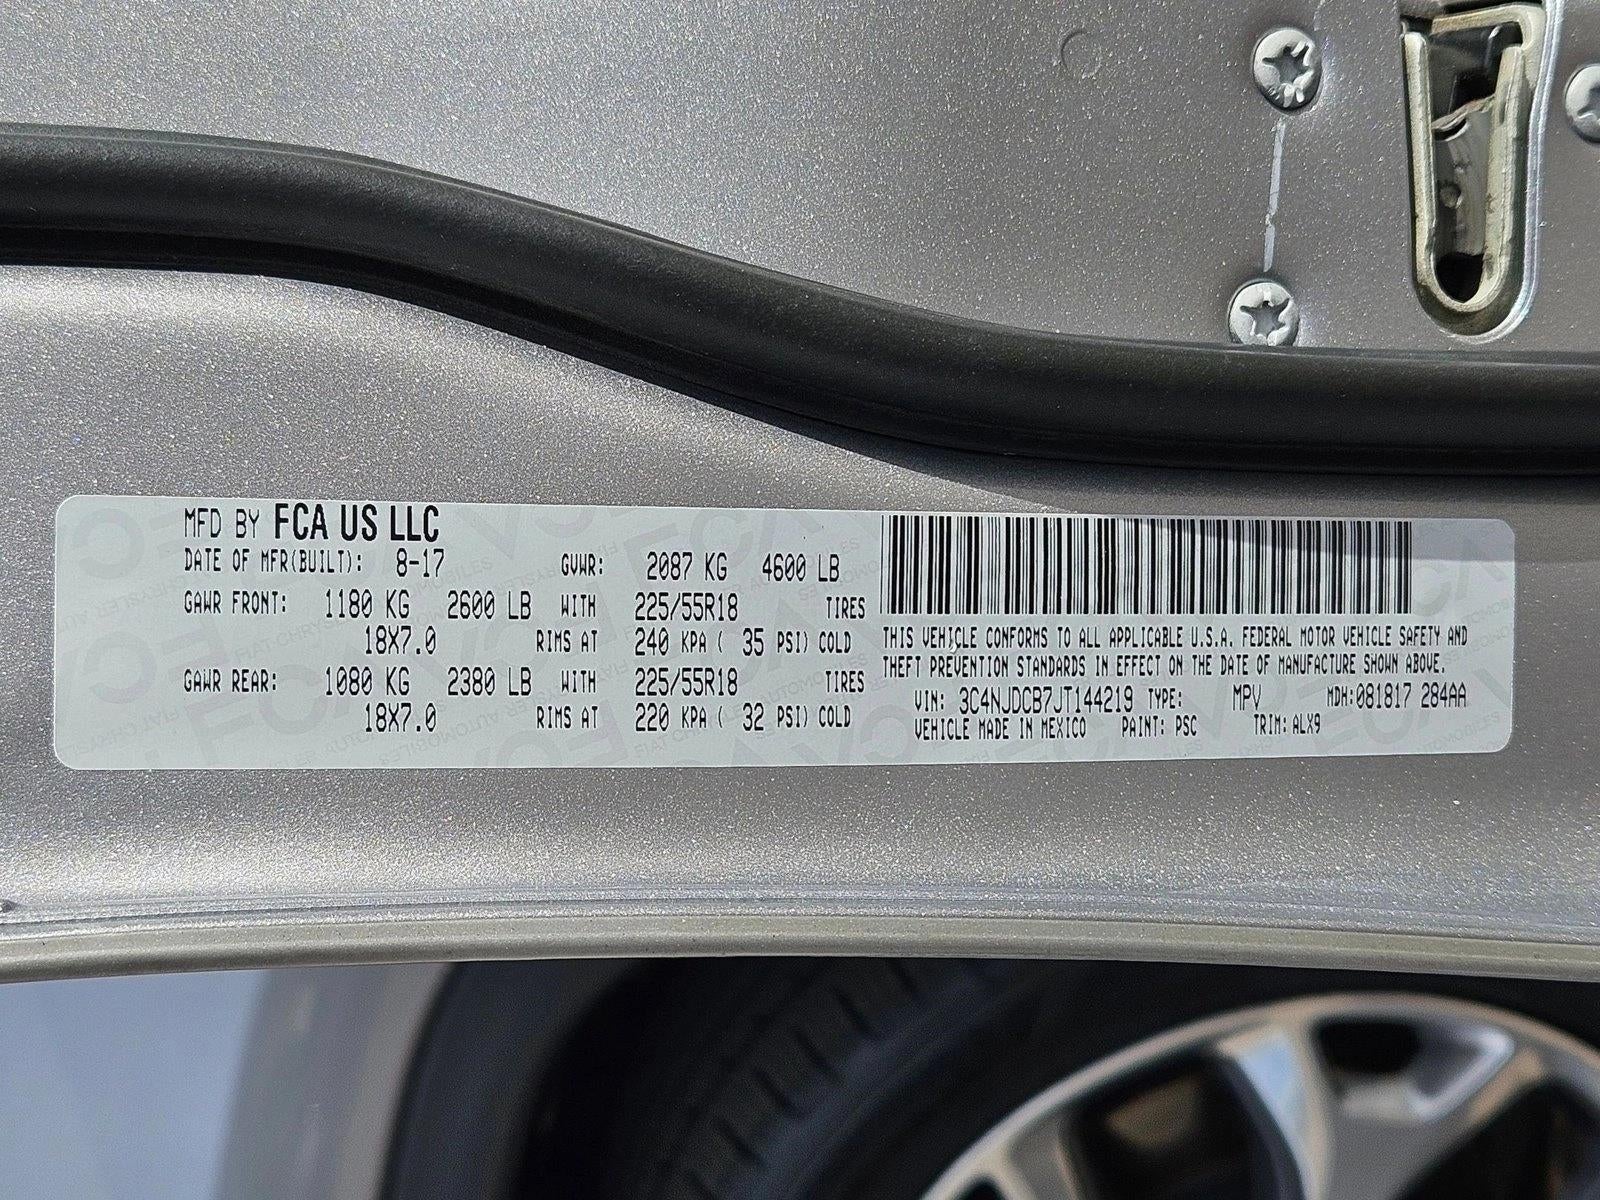 MFD BY FCA US LLC
DATE OF MFR(BUILT): 8-17 GVWR: 2087 KG 4600 LB
GAWR FRONT: 1180 KG 2600 LB WITH 225/55R18 TIRES
18X7.0 RIMS AT 240 KPA ( 35 PSI) COLD
GAWR REAR: 1080 KG 2380 LB WITH 225/55R18 TIRES
18X7.0 RIMS AT 220 KPA ( 32 PSI) COLD
THIS VEHICLE CONFORMS TO ALL APPLICABLE U.S.A. FEDERAL MOTOR VEHICLE SAFETY AND
THEFT PREVENTION STANDARDS IN EFFECT ON THE DATE OF MANUFACTURE SHOWN ABOVE.
VIN: 3C4NJDCB7JT144219 TYPE: MPV MDH:081817 284AA
VEHICLE MADE IN MEXICO PAINT: PSC TRIM: ALX9